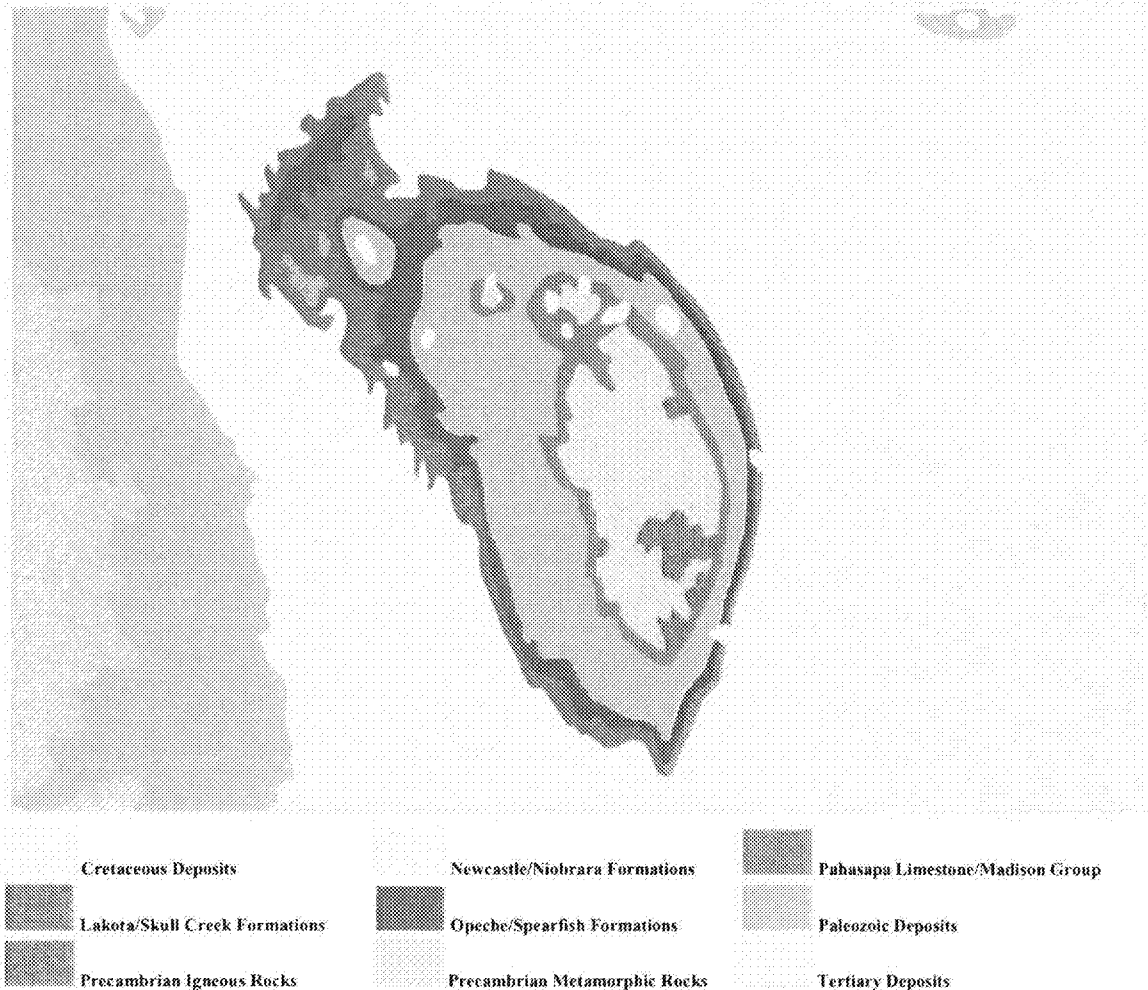 Cretaceous Deposits
Newcastle/Niobrara Formations
Pahasapa Limestone/Madison Group
Lakota/Skull Creek Formations
Opeche/Spearfish Formations
Paleozoic Deposits
Precambrian Igneous Rocks
Precambrian Metamorphic Rocks
Tertiary Deposits